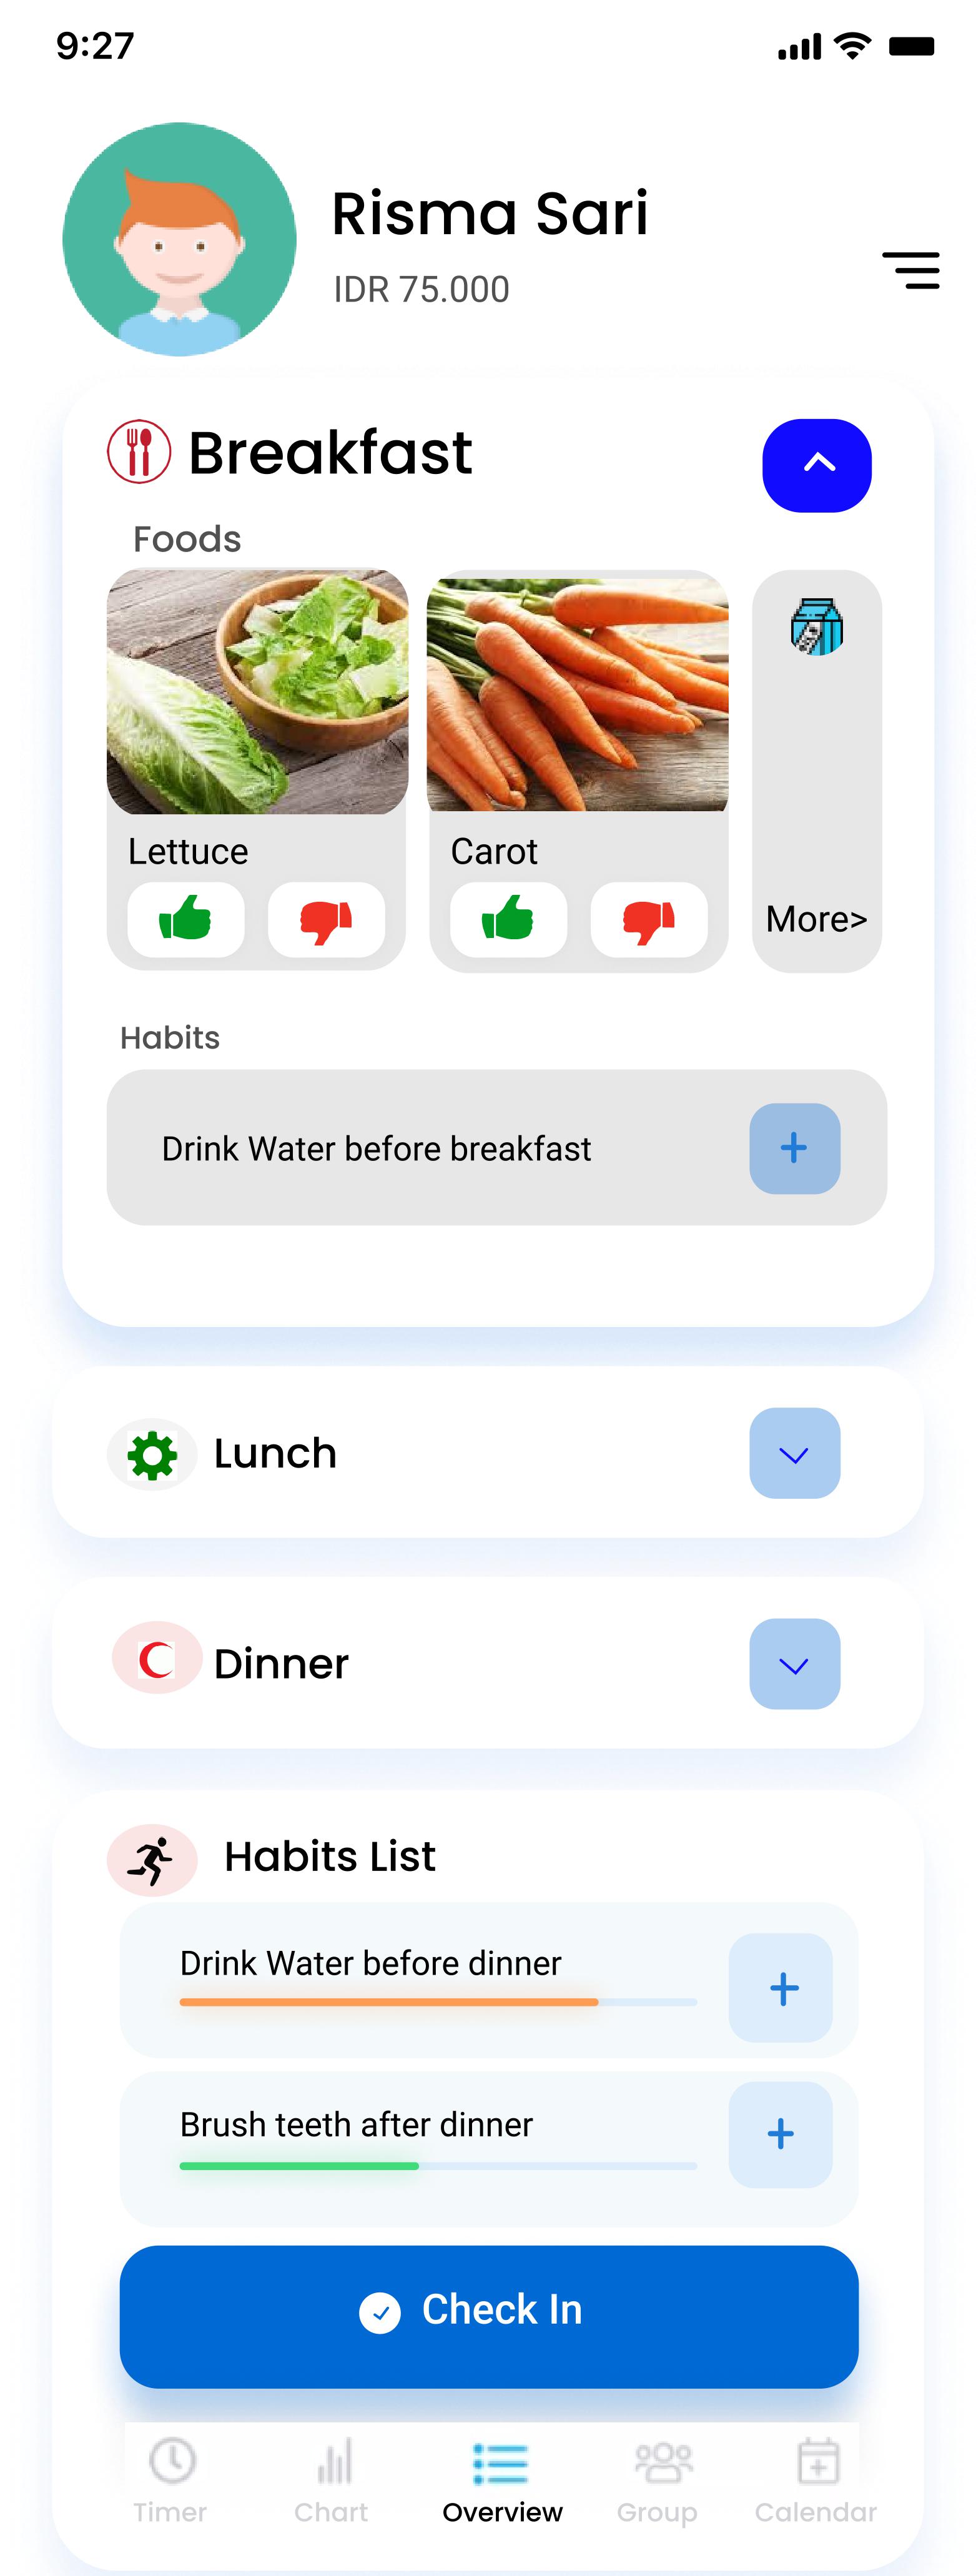 9:27
Risma Sari
IDR 75.000
Breakfast
Foods
Lettuce
Carot
More>
Habits
Drink Water before breakfast
Lunch
Dinner
Habits List
Drink Water before dinner
Brush teeth after dinner
Check In
Timer
Chart
Overview
Group
Calendar